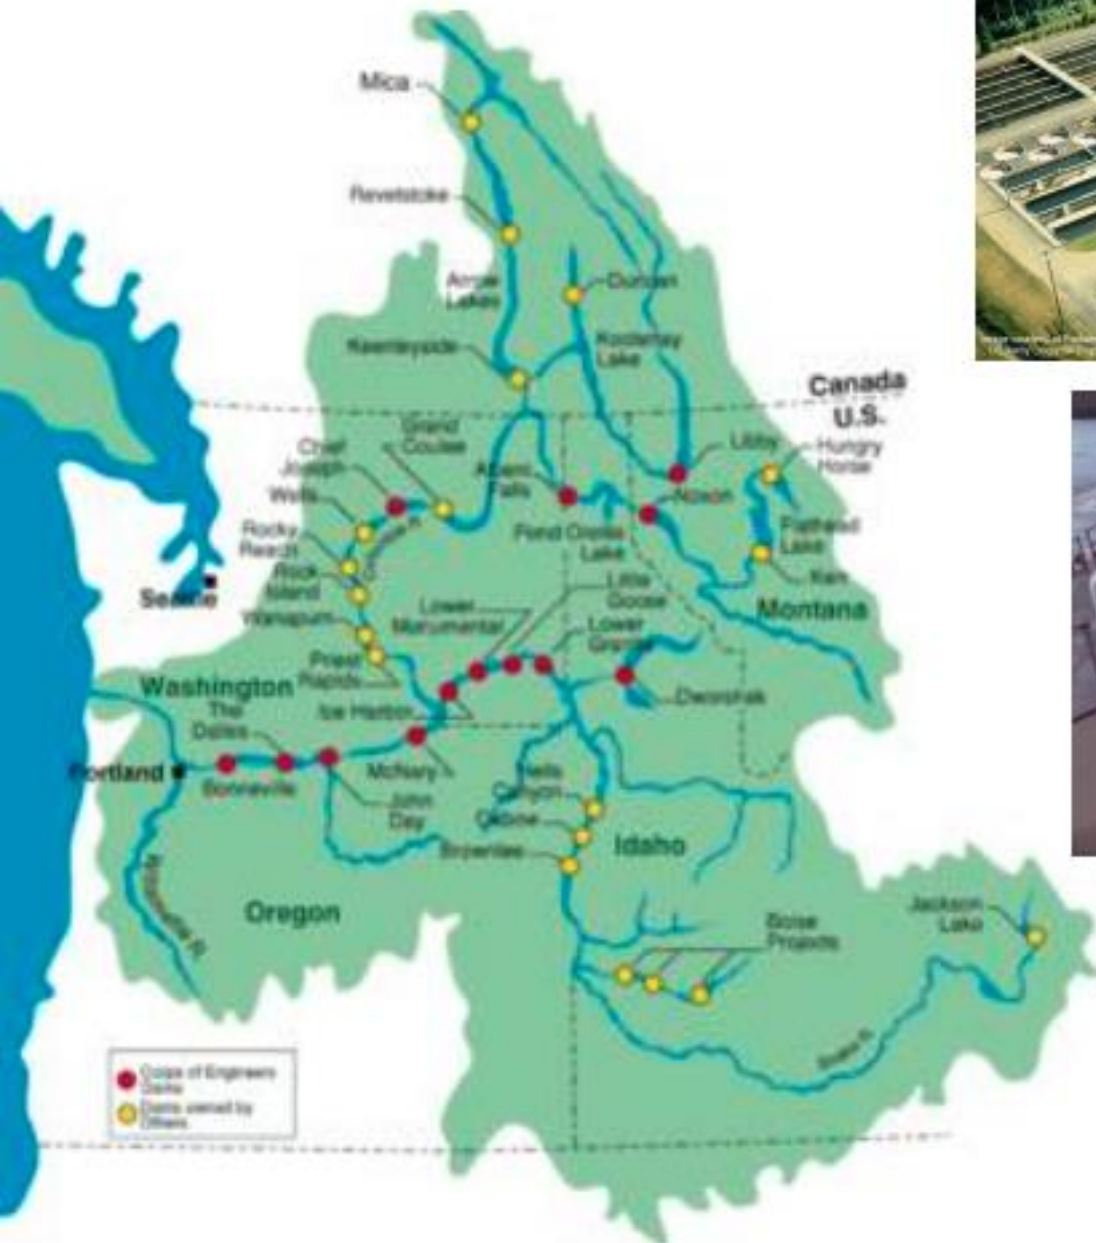 Mica
Revelstoke
Arrow
Lakes
Duncan
Keenleyside
Kootenay
Lake
Canada
U.S.
Grand
Coulee
Chief
Joseph
Libby
Hungry
Horse
Wells
Albeni
Falls
Noxon
Rocky
Reach
Pend Oreille
Lake
Flathead
Lake
Kerr
Rock
Island
Little
Goose
Seattle
Lower
Monumental
Montana
Wanapum
Lower
Granite
Priest
Rapids
Washington
Dworshak
The
Dalles
Ice Harbor
Portland
McNary
Bonneville
Hells
Canyon
John
Day
Oxbow
Brownlee
Idaho
Willamette R.
Oregon
Jackson
Lake
Boise
Projects
Snake R.
Corps of Engineers
Dams
Dams owned by
Others